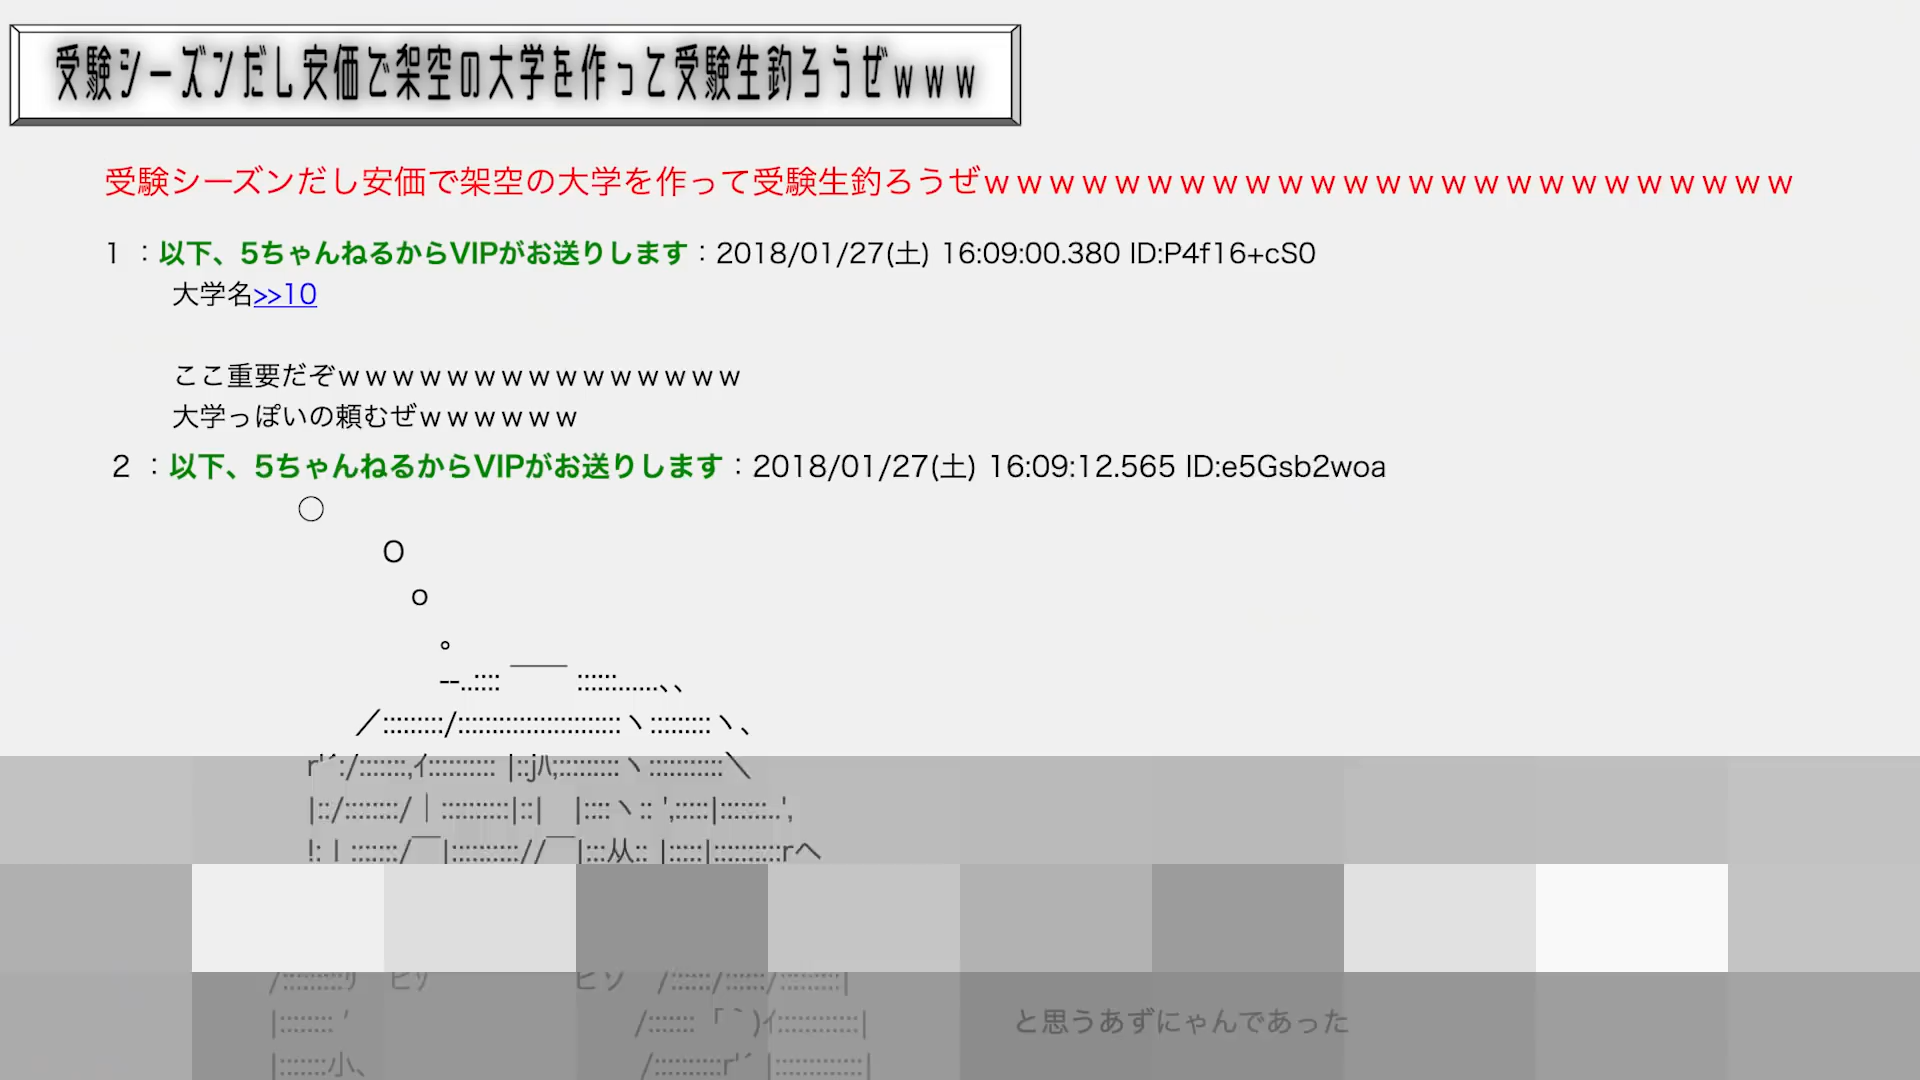 受験シーズンだし安価で架空の大学を作って受験生釣ろうぜｗｗｗ
受験シーズンだし安価で架空の大学を作って受験生釣ろうぜｗｗｗｗｗｗｗｗｗｗｗｗｗｗｗｗｗｗｗｗｗｗｗｗｗ
1 ：以下、5ちゃんねるからVIPがお送りします：2018/01/27(土) 16:09:00.380 ID:P4f16+cS0
大学名>>10
ここ重要だぞｗｗｗｗｗｗｗｗｗｗｗｗｗｗｗ
大学っぽいの頼むぜｗｗｗｗｗｗ
2 ：以下、5ちゃんねるからVIPがお送りします：2018/01/27(土) 16:09:12.565 ID:e5Gsb2woa
と思うあずにゃんであった